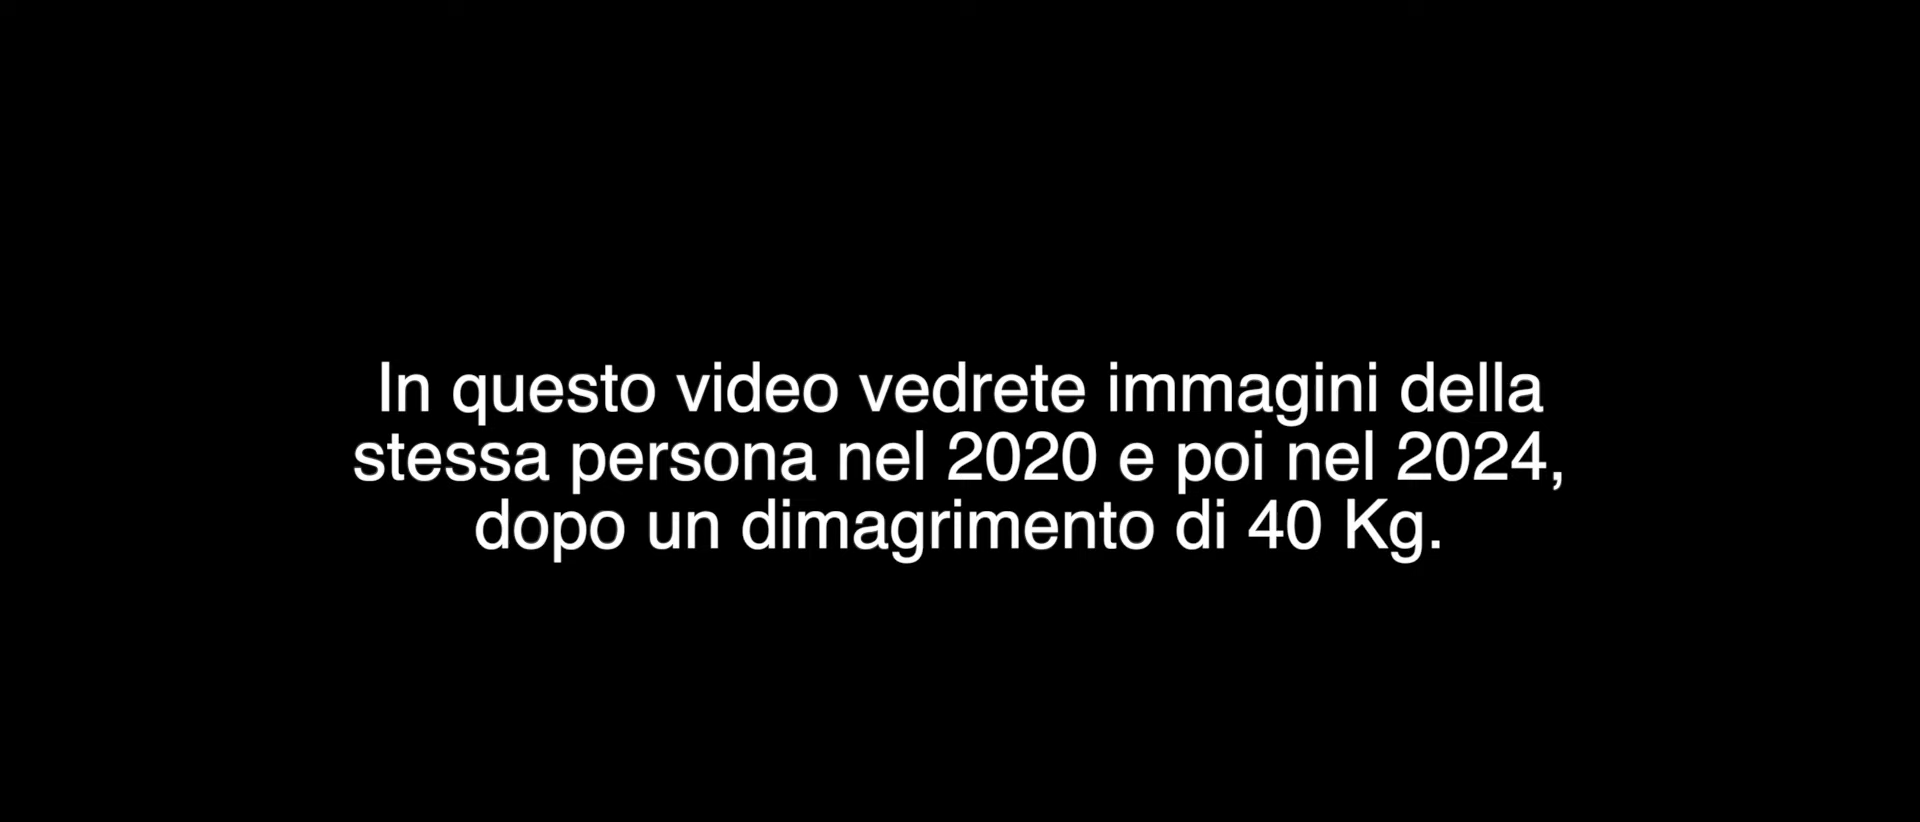 In questo video vedrete immagini della
stessa persona nel 2020 e poi nel 2024,
dopo un dimagrimento di 40 Kg.